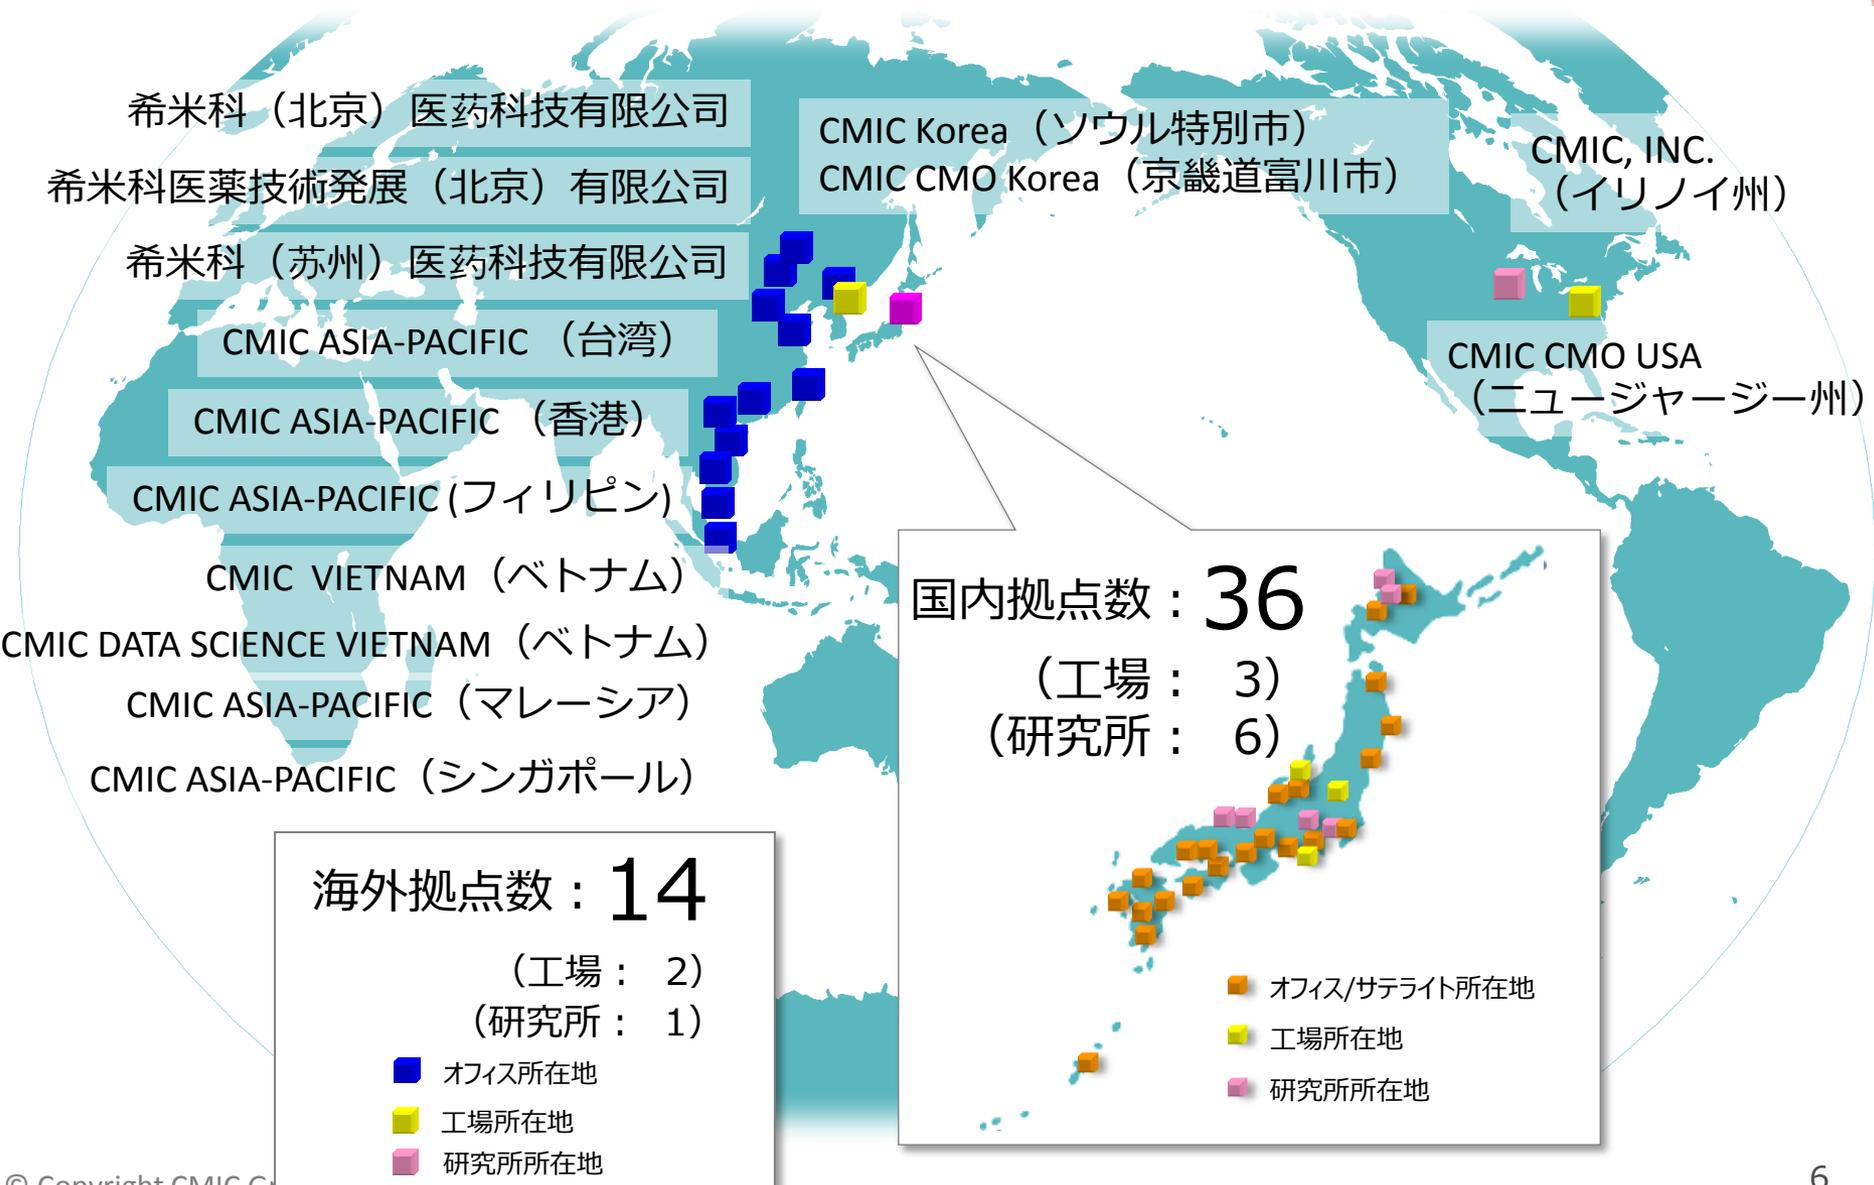 希米科（北京）医药科技有限公司
希米科医薬技術発展（北京）有限公司
希米科（苏州）医药科技有限公司
CMIC ASIA-PACIFIC （台湾）
CMIC ASIA-PACIFIC （香港）
CMIC ASIA-PACIFIC (フィリピン)
CMIC VIETNAM（ベトナム）
CMIC DATA SCIENCE VIETNAM（ベトナム）
CMIC ASIA-PACIFIC（マレーシア）
CMIC ASIA-PACIFIC（シンガポール）
CMIC Korea（ソウル特別市）
CMIC CMO Korea（京畿道富川市）
CMIC, INC.
（イリノイ州）
CMIC CMO USA
（ニュージャージー州）
国内拠点数：36
（工場： 3）
（研究所： 6）
オフィス/サテライト所在地
工場所在地
研究所所在地
海外拠点数：14
（工場： 2）
（研究所： 1）
オフィス所在地
工場所在地
研究所所在地
© Copyright CMIC
6